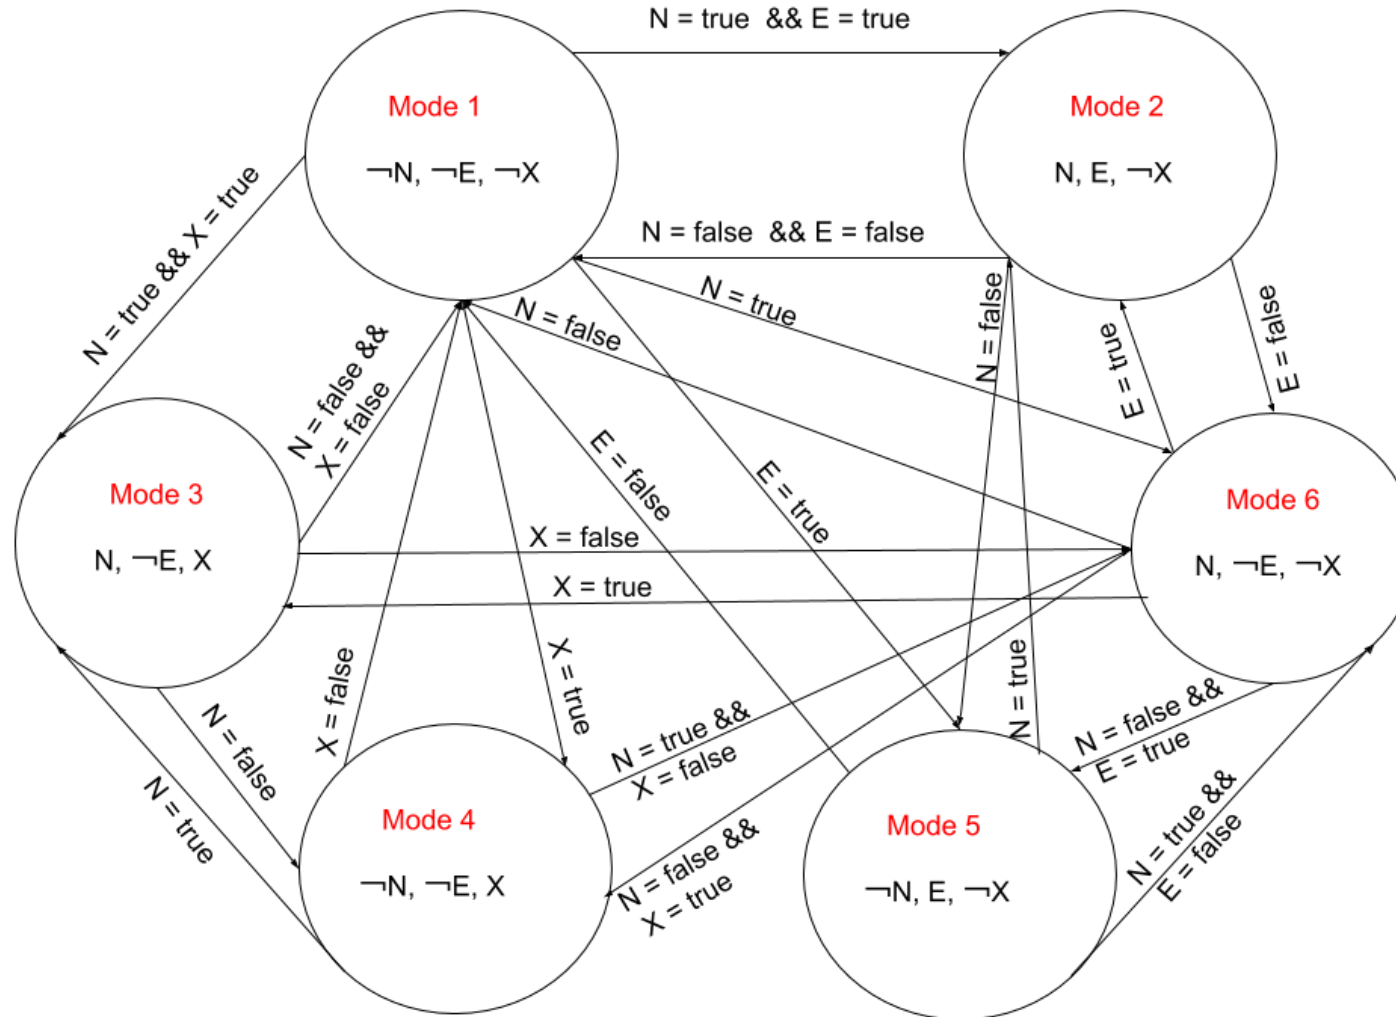 N = true && E = true
Mode 1
¬N, ¬E, ¬X
Mode 2
N, E, ¬X
N = true && X = true
N = false && E = false
N = true
N = false
N = false
E = true
E = false
N = false &&
X = false
E = false
E = true
Mode 3
N, ¬E, X
Mode 6
N, ¬E, ¬X
X = false
X = true
N = false
N = true
X = false
X = true
N = true &&
X = false
N = false &&
X = true
N = true
N = false &&
E = true
N = true &&
E = false
Mode 4
¬N, ¬E, X
Mode 5
¬N, E, ¬X